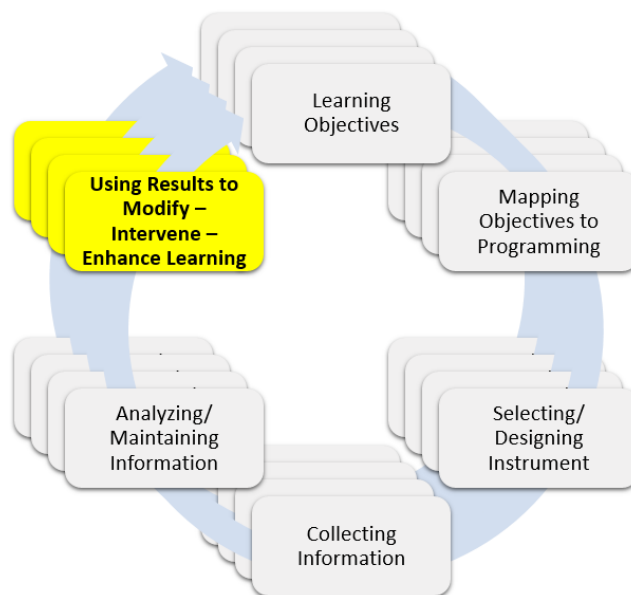 Learning
Objectives
Mapping
Objectives to
Programming
Selecting/
Designing
Instrument
Collecting
Information
Analyzing/
Maintaining
Information
Using Results to
Modify –
Intervene –
Enhance Learning